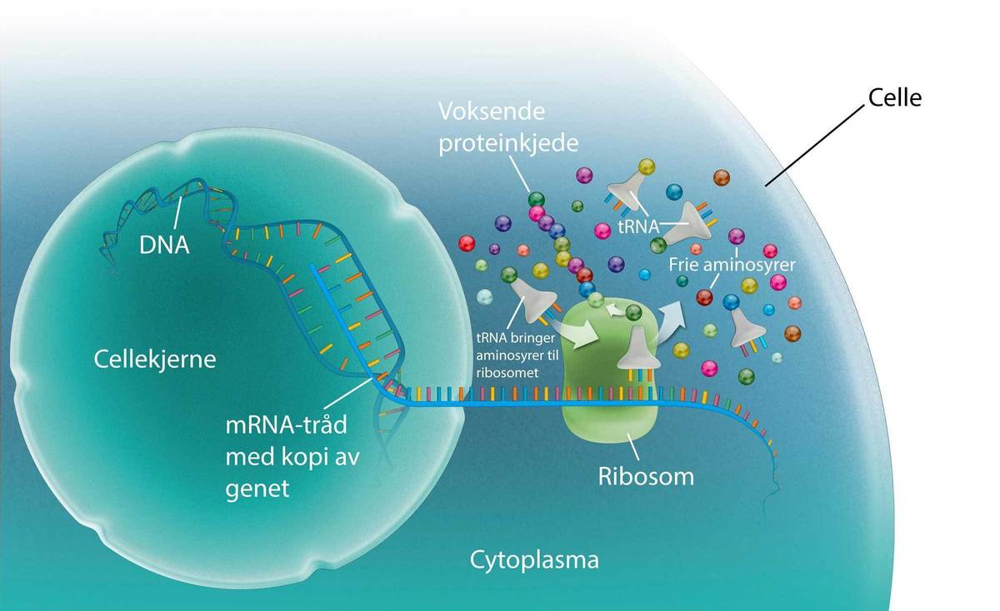 Celle
Voksende
proteinkjede
tRNA
DNA
Frie aminosyrer
tRNA bringer
aminosyrer til
ribosomet
Cellekjerne
mRNA-tråd
med kopi av
genet
Ribosom
Cytoplasma